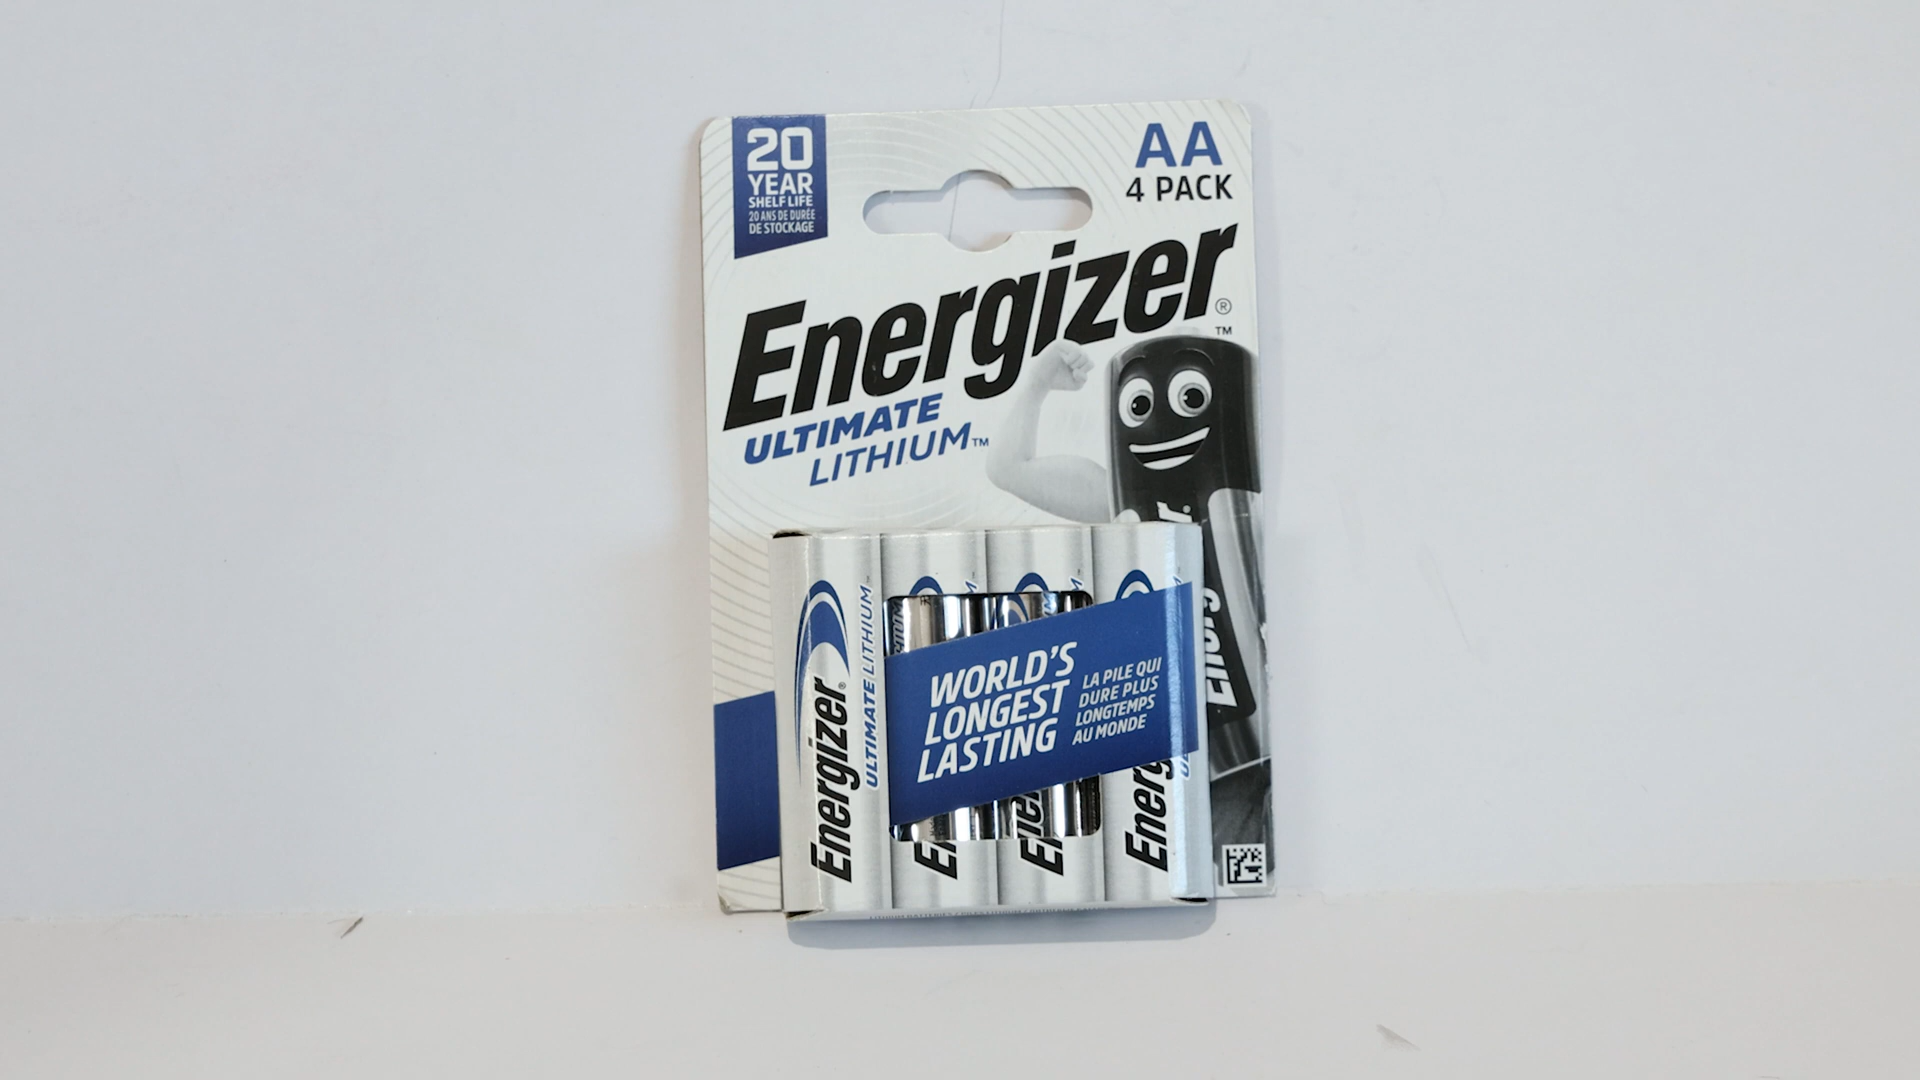 20
YEAR
SHELF LIFE
20 ANS DE DURÉE
DE STOCKAGE
AA
4 PACK
Energizer®
ULTIMATE
LITHIUM™
™
Energizer®
ULTIMATE LITHIUM™
WORLD'S
LONGEST
LASTING
LA PILE QUI
DURE PLUS
LONGTEMPS
AU MONDE